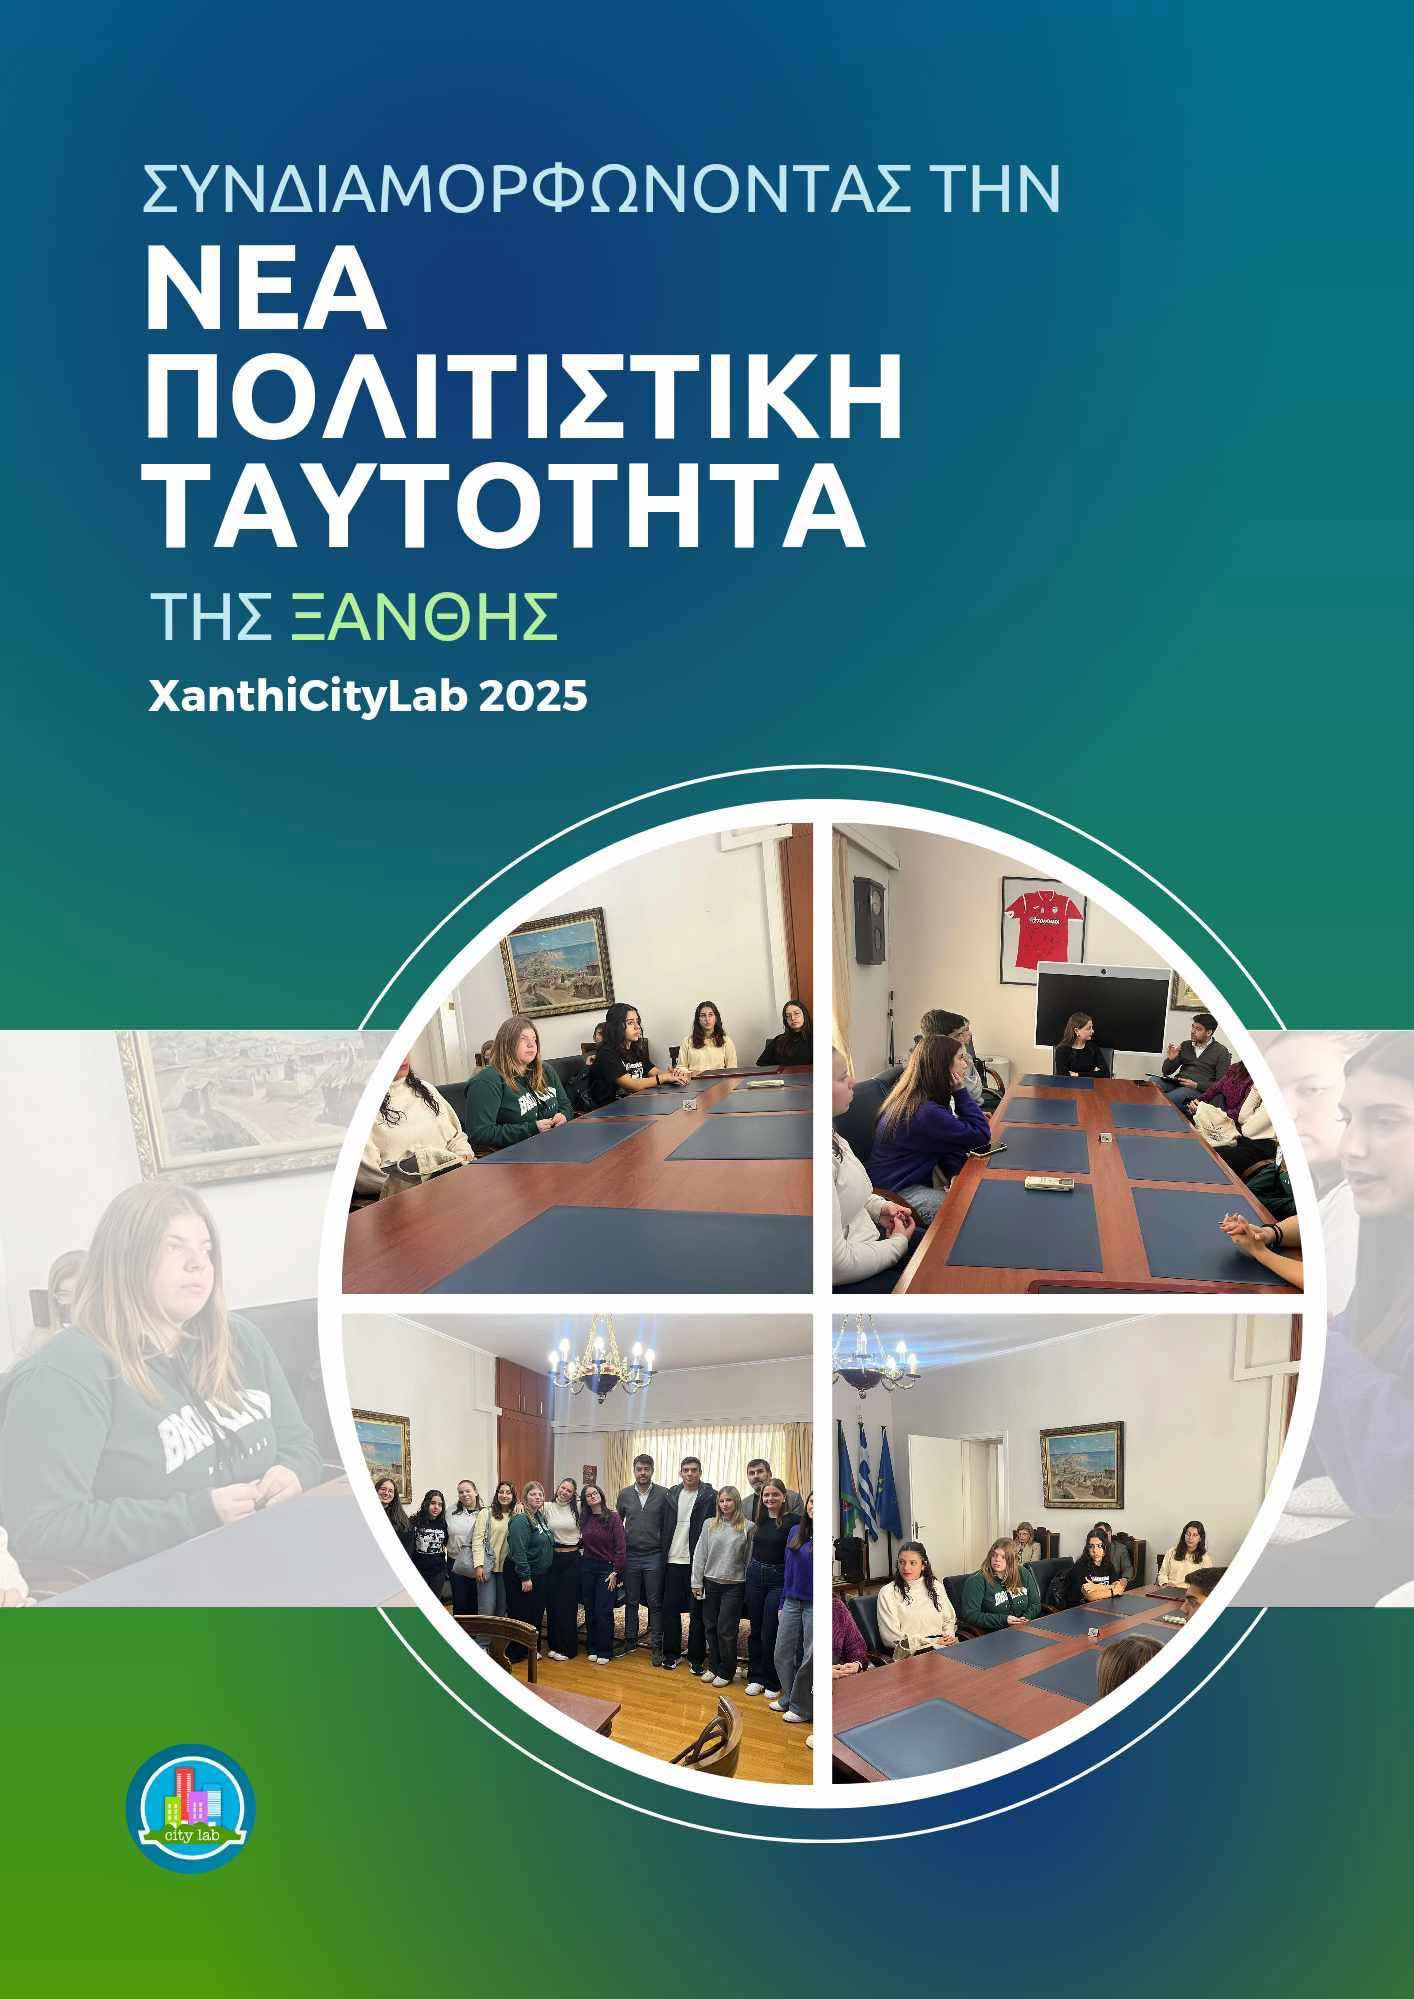 ΣΥΝΔΙΑΜΟΡΦΩΝΟΝΤΑΣ ΤΗΝ
ΝΕΑ
ΠΟΛΙΤΙΣΤΙΚΗ
ΤΑΥΤΟΤΗΤΑ
ΤΗΣ ΞΑΝΘΗΣ
XanthiCityLab 2025
city lab